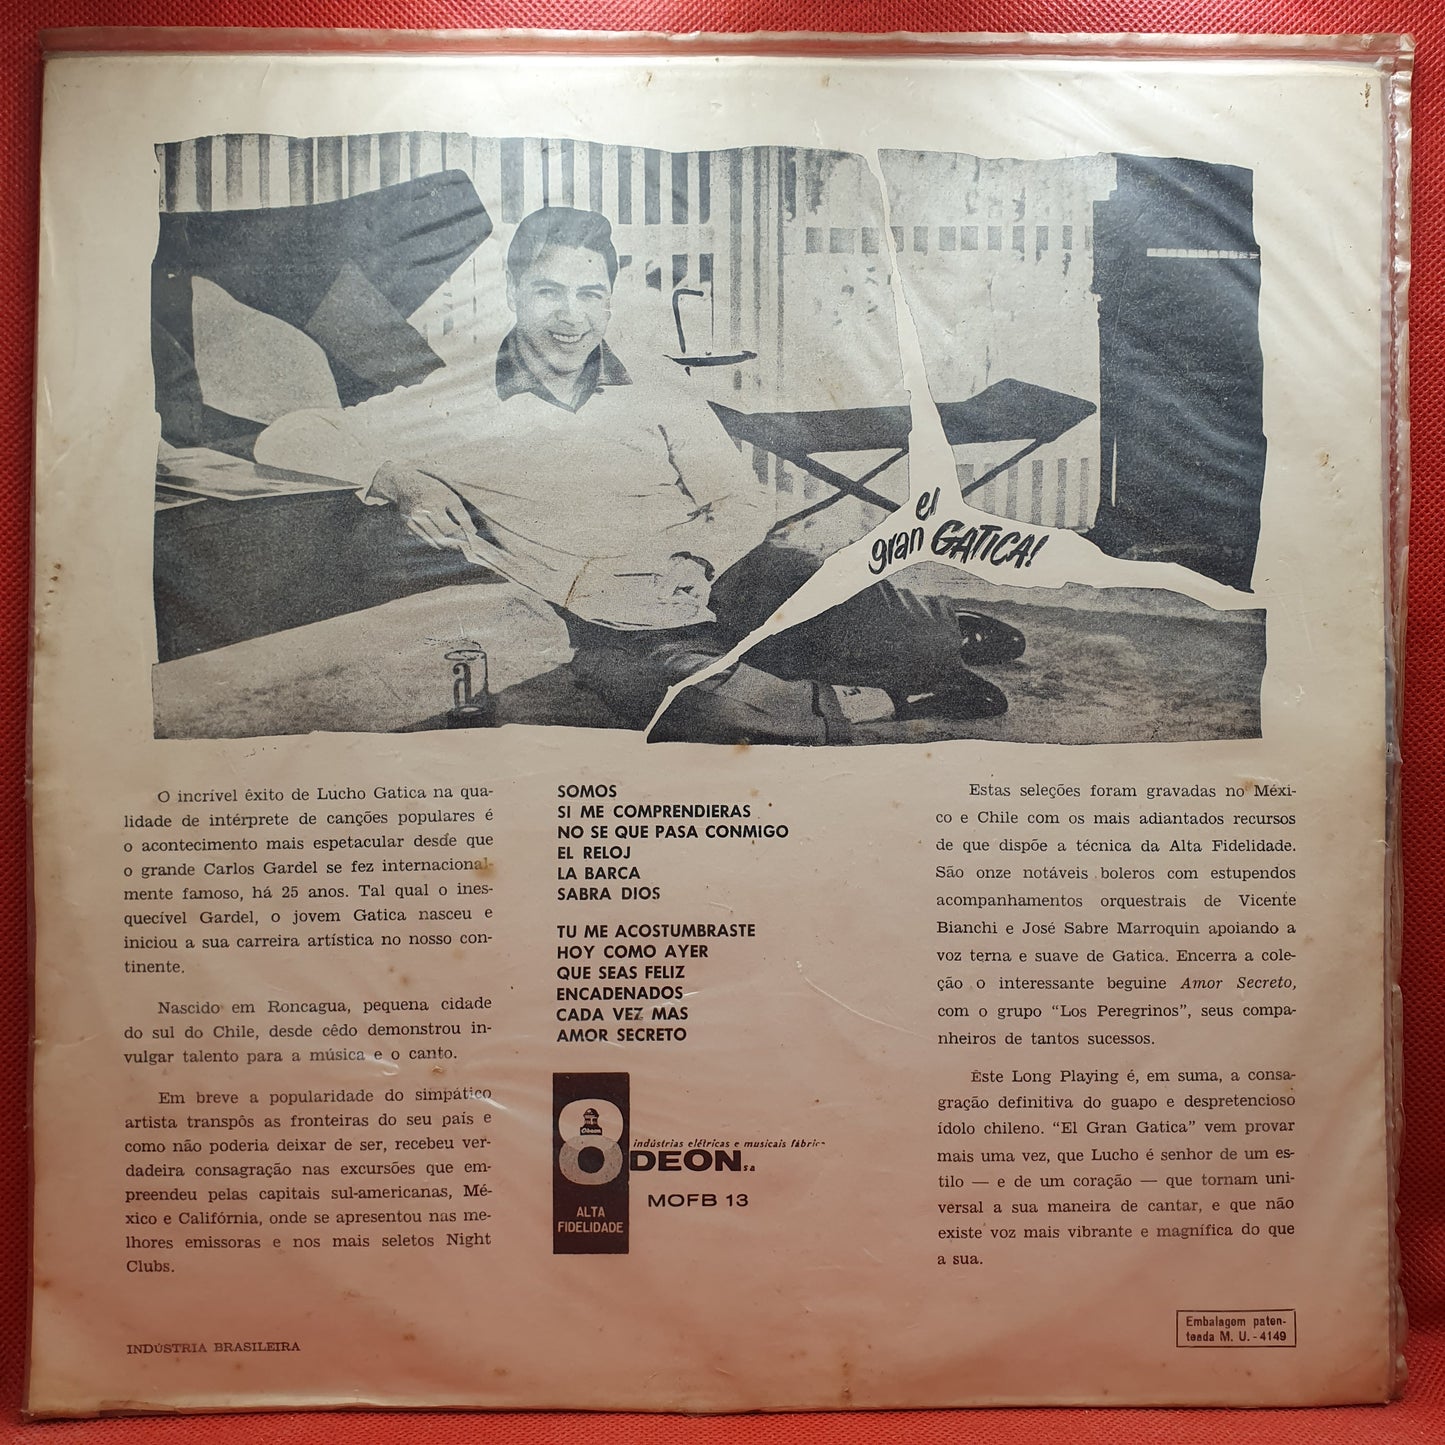 el
gran GATICA!
a
O incrível êxito de Lucho Gatica na qua-
lidade de intérprete de canções populares é
o acontecimento mais espetacular desde que
o grande Carlos Gardel se fez internacional-
mente famoso, há 25 anos. Tal qual o ines-
quecível Gardel, o jovem Gatica nasceu e
iniciou a sua carreira artística no nosso con-
tinente.
Nascido em Roncagua, pequena cidade
do sul do Chile, desde cêdo demonstrou in-
vulgar talento para a música e o canto.
Em breve a popularidade do simpático
artista transpôs as fronteiras do seu país e
como não poderia deixar de ser, recebeu ver-
dadeira consagração nas excursões que em-
preendeu pelas capitais sul-americanas, Mé-
xico e Califórnia, onde se apresentou nas me-
lhores emissoras e nos mais seletos Night
Clubs.
INDÚSTRIA BRASILEIRA
SOMOS
SI ME COMPRENDIERAS
NO SE QUE PASA CONMIGO
EL RELOJ
LA BARCA
SABRA DIOS
TU ME ACOSTUMBRASTE
HOY COMO AYER
QUE SEAS FELIZ
ENCADENADOS
CADA VEZ MAS
AMOR SECRETO
Odeon
indústrias elétricas e musicais fábrica
ODEON s a
MOFB 13
ALTA
FIDELIDADE
Estas seleções foram gravadas no Méxi-
co e Chile com os mais adiantados recursos
de que dispõe a técnica da Alta Fidelidade.
São onze notáveis boleros com estupendos
acompanhamentos orquestrais de Vicente
Bianchi e José Sabre Marroquin apoiando a
voz terna e suave de Gatica. Encerra a cole-
ção o interessante beguine Amor Secreto,
com o grupo "Los Peregrinos", seus compa-
nheiros de tantos sucessos.
Êste Long Playing é, em suma, a consa-
gração definitiva do guapo e despretencioso
ídolo chileno. "El Gran Gatica" vem provar
mais uma vez, que Lucho é senhor de um es-
tilo — e de um coração — que tornam uni-
versal a sua maneira de cantar, e que não
existe voz mais vibrante e magnífica do que
a sua.
Embalagem paten-
teada M. U. - 4149